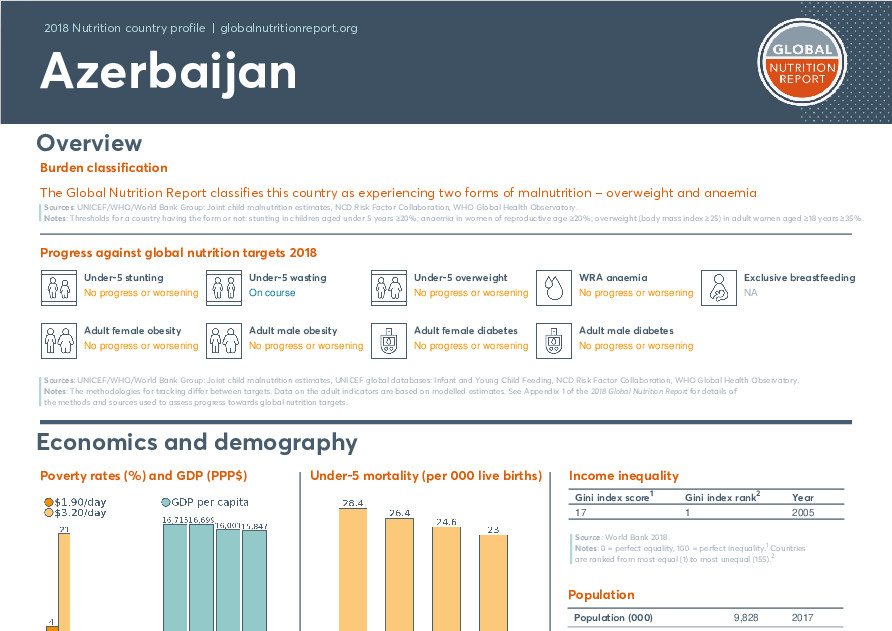 2018 Nutrition country profile | globalnutritionreport.org
Azerbaijan
GLOBAL
NUTRITION
REPORT
Overview
Burden classification
The Global Nutrition Report classifies this country as experiencing two forms of malnutrition – overweight and anaemia
Sources: UNICEF/WHO/World Bank Group: Joint child malnutrition estimates, NCD Risk Factor Collaboration, WHO Global Health Observatory.
Notes: Thresholds for a country having the form or not: stunting in children aged under 5 years ≥20%; anaemia in women of reproductive age ≥20%; overweight (body mass index ≥25) in adult women aged ≥18 years ≥35%.
Progress against global nutrition targets 2018
Under-5 stunting
No progress or worsening
Under-5 wasting
On course
Under-5 overweight
No progress or worsening
WRA anaemia
No progress or worsening
Exclusive breastfeeding
NA
Adult female obesity
No progress or worsening
Adult male obesity
No progress or worsening
Adult female diabetes
No progress or worsening
Adult male diabetes
No progress or worsening
Sources: UNICEF/WHO/World Bank Group: Joint child malnutrition estimates, UNICEF global databases: Infant and Young Child Feeding, NCD Risk Factor Collaboration, WHO Global Health Observatory.
Notes: The methodologies for tracking differ between targets. Data on the adult indicators are based on modelled estimates. See Appendix 1 of the 2018 Global Nutrition Report for details of
the methods and sources used to assess progress towards global nutrition targets.
Economics and demography
Poverty rates (%) and GDP (PPP$)
$1.90/day
$3.20/day
GDP per capita
4
21
16,715
16,699
16,001
15,847
Under-5 mortality (per 000 live births)
28.4
26.4
24.6
23
Income inequality
Gini index score1 Gini index rank2 Year
17 1 2005
Source: World Bank 2018.
Notes: 0 = perfect equality, 100 = perfect inequality.1 Countries
are ranked from most equal (1) to most unequal (155).2
Population
Population (000) 9,828 2017